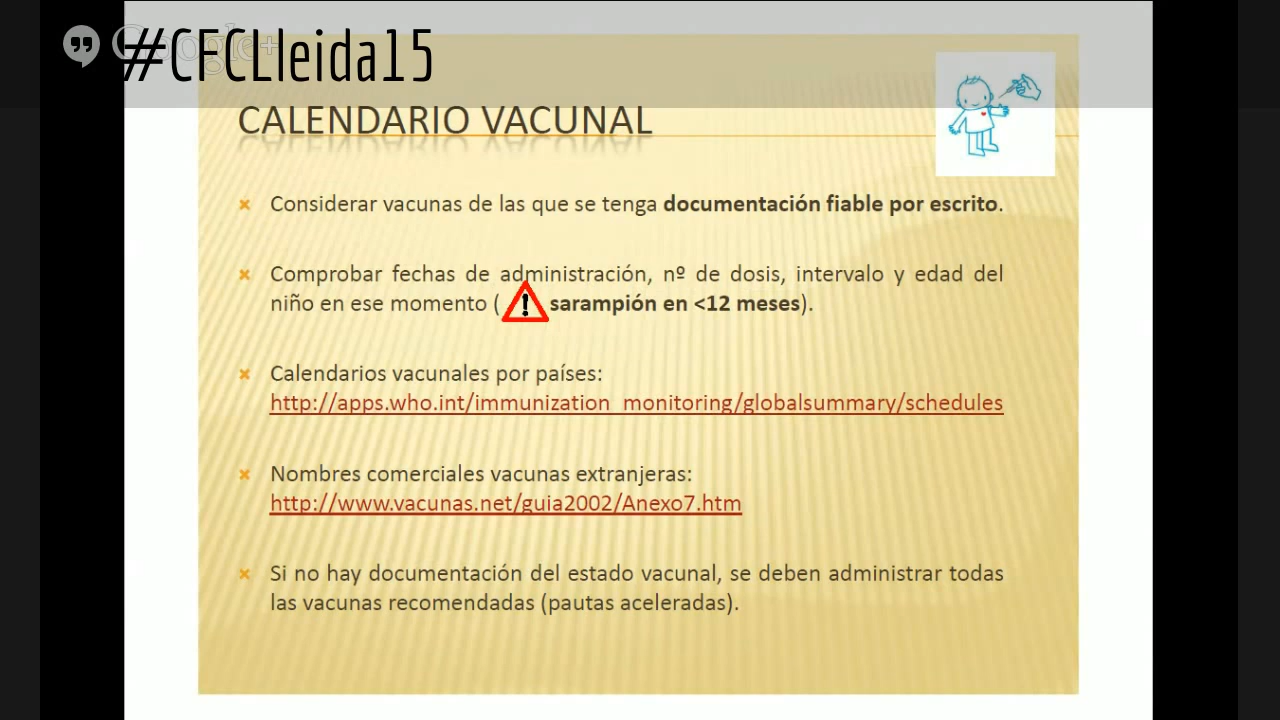 Google+
#CFCLleida15
CALENDARIO VACUNAL
Considerar vacunas de las que se tenga documentación fiable por escrito.
Comprobar fechas de administración, nº de dosis, intervalo y edad del
niño en ese momento ( ! sarampión en <12 meses).
Calendarios vacunales por países:
http://apps.who.int/immunization_monitoring/globalsummary/schedules
Nombres comerciales vacunas extranjeras:
http://www.vacunas.net/guia2002/Anexo7.htm
Si no hay documentación del estado vacunal, se deben administrar todas
las vacunas recomendadas (pautas aceleradas).